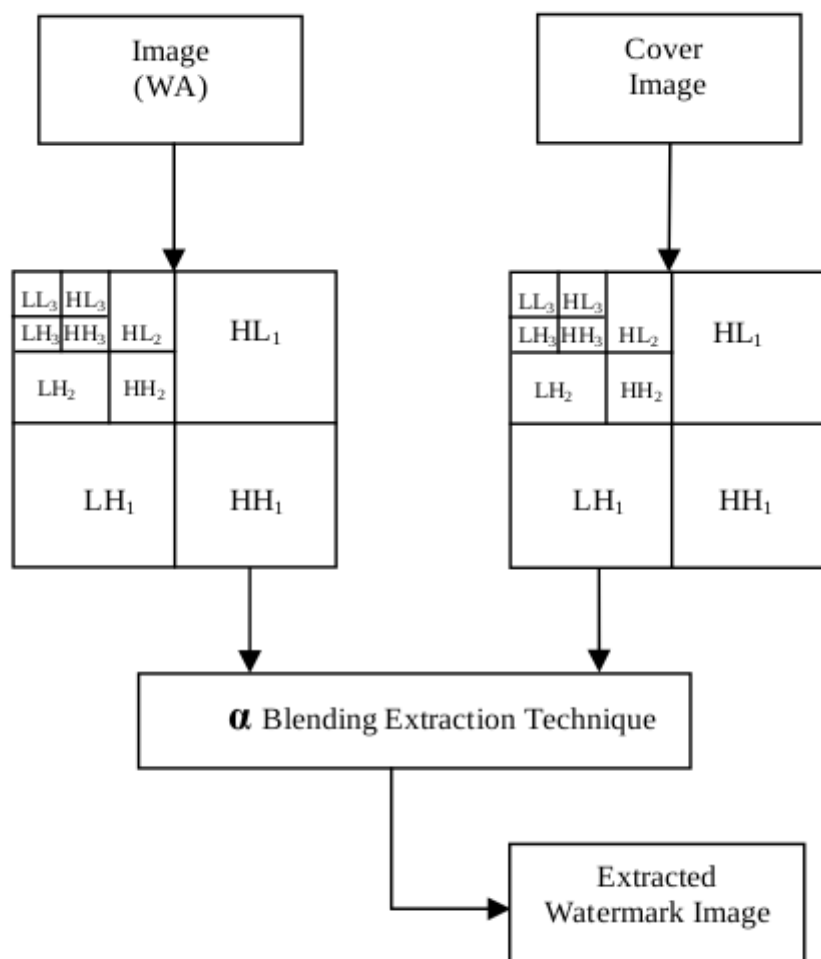 Image
(WA)
Cover
Image
LL₃ HL₃
LH₃ HH₃ HL₂
HL₁
LH₂ HH₂
LH₁ HH₁
LL₃ HL₃
LH₃ HH₃ HL₂
HL₁
LH₂ HH₂
LH₁ HH₁
α Blending Extraction Technique
Extracted
Watermark Image